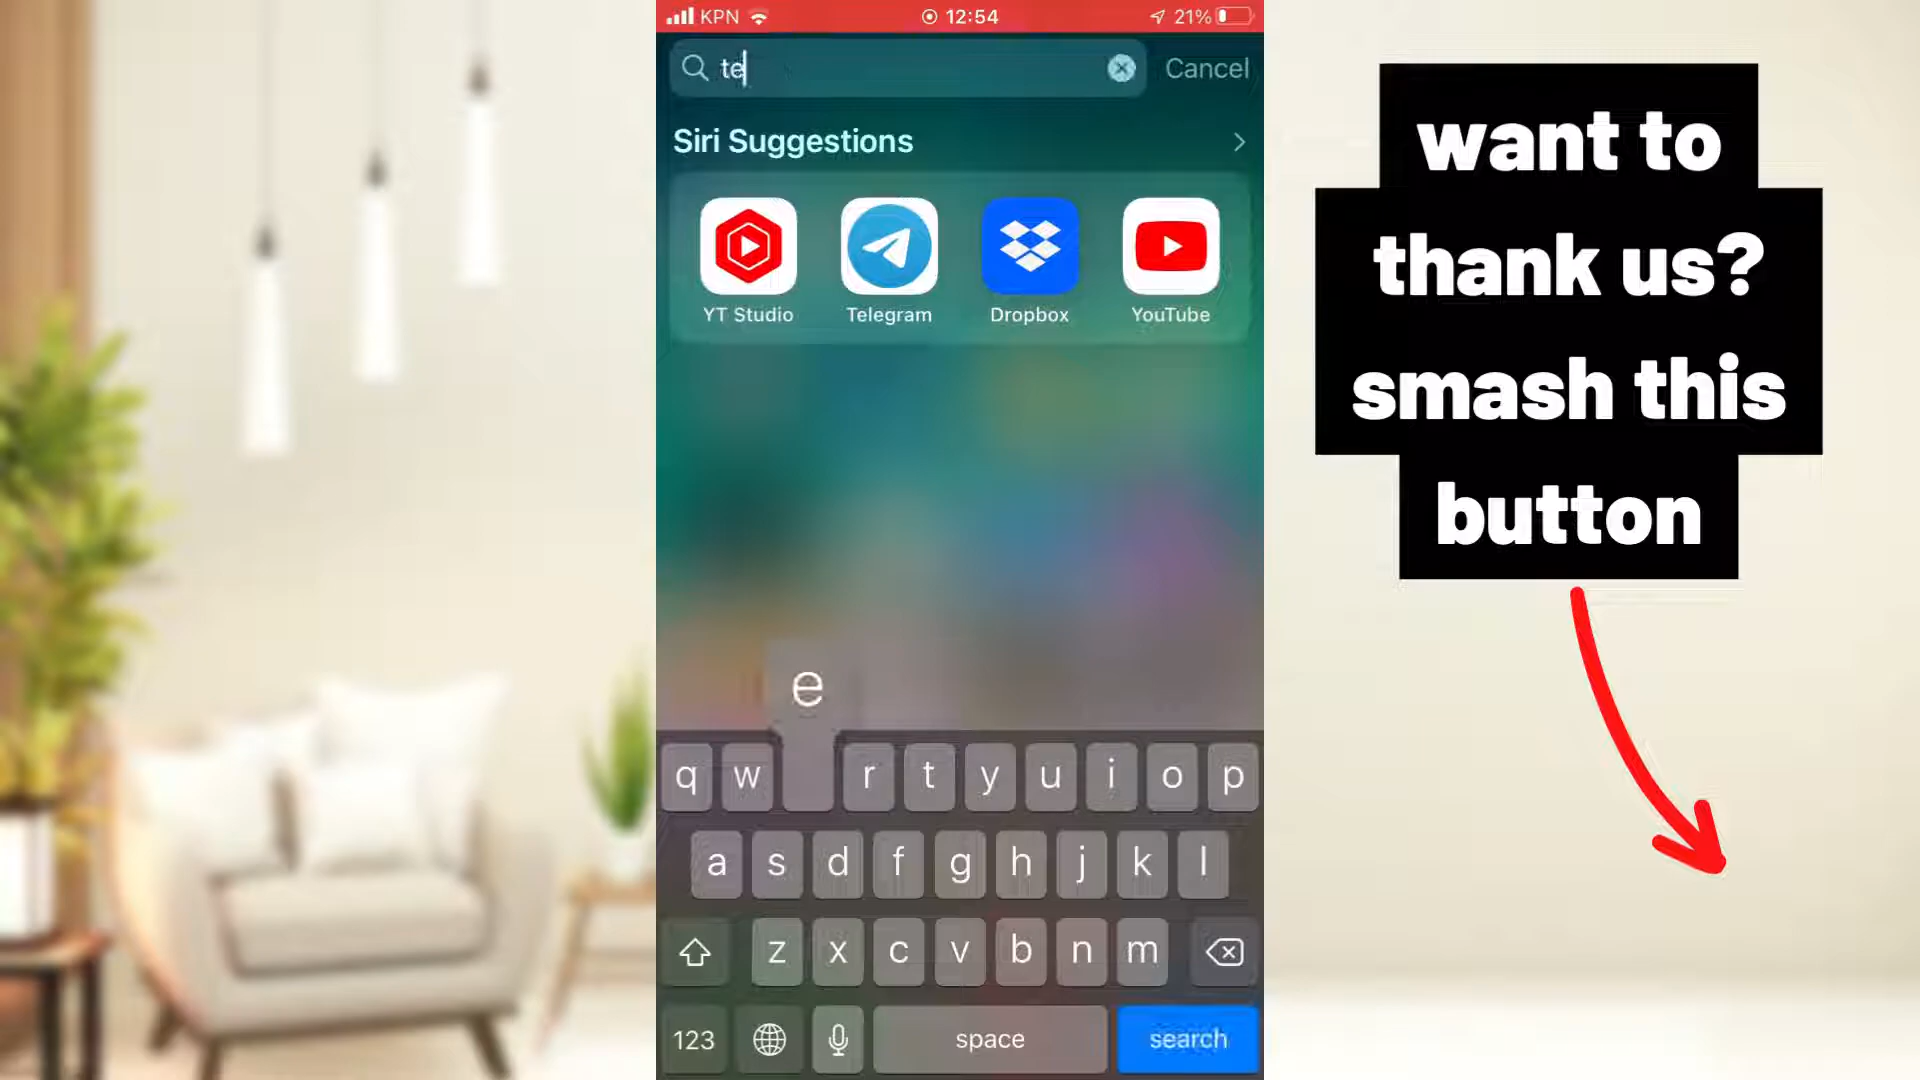 KPN 12:54 21%
te Cancel
Siri Suggestions
YT Studio Telegram Dropbox YouTube
e
q w r t y u i o p
a s d f g h j k l
z x c v b n m
123 space search
want to
thank us?
smash this
button